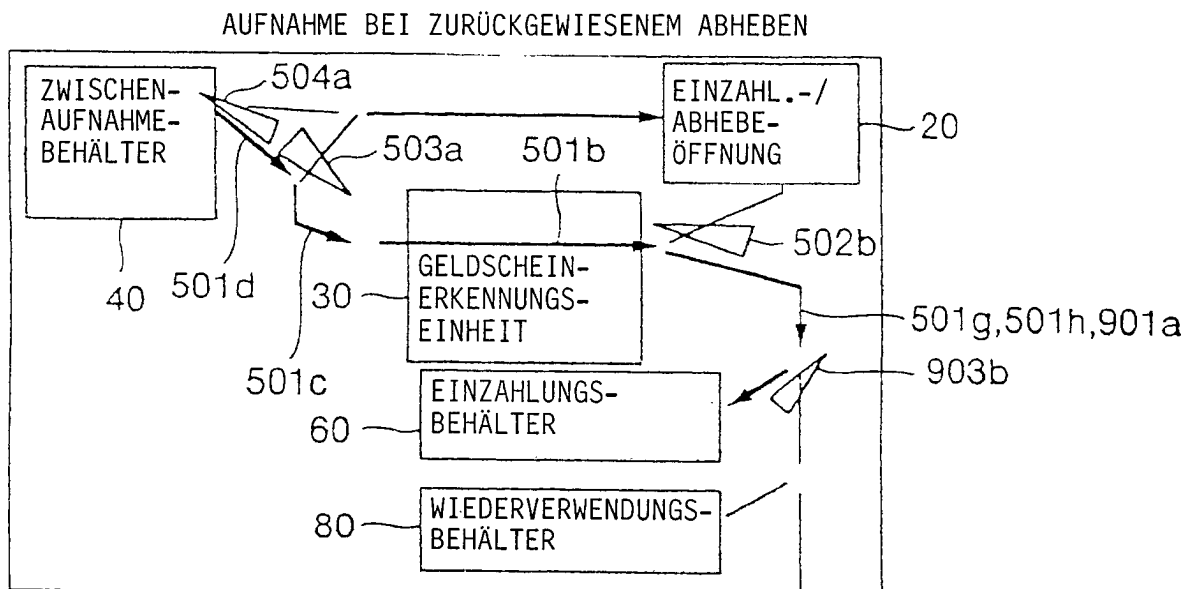 AUFNAHME BEI ZURÜCKGEWIESENEM ABHEBEN
ZWISCHEN-
AUFNAHME-
BEHÄLTER
504a
503a
501b
EINZAHL.-/
ABHEBE-
ÖFFNUNG
20
502b
40
501d
501c
30
GELDSCHEIN-
ERKENNUNGS-
EINHEIT
501g,501h,901a
903b
60
EINZAHLUNGS-
BEHÄLTER
80
WIEDERVERWENDUNGS-
BEHÄLTER